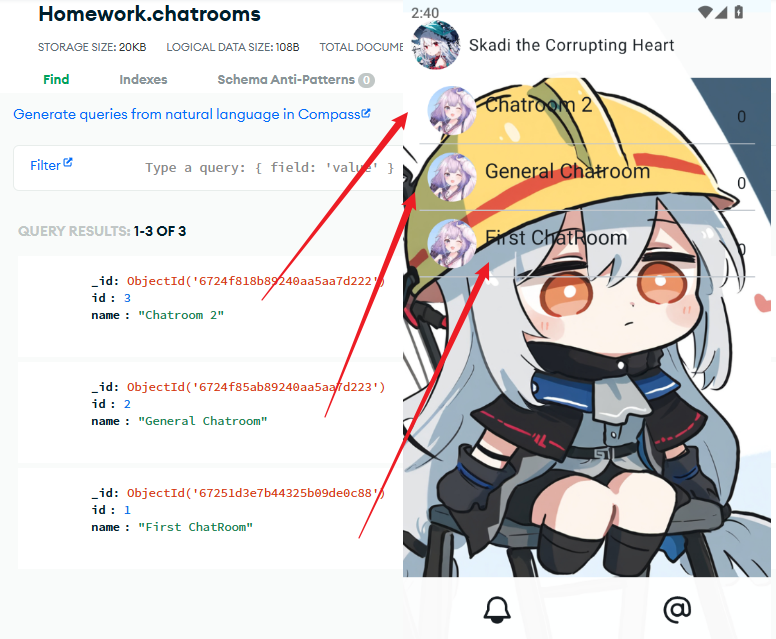 Homework.chatrooms
STORAGE SIZE: 20KB LOGICAL DATA SIZE: 108B TOTAL DOCUME
Find Indexes Schema Anti-Patterns 0
Generate queries from natural language in Compass
Filter Type a query: { field: 'value' }
QUERY RESULTS: 1-3 OF 3
_id: ObjectId('6724f818b89240aa5aa7d222')
id : 3
name : "Chatroom 2"
_id: ObjectId('6724f85ab89240aa5aa7d223')
id : 2
name : "General Chatroom"
_id: ObjectId('67251d3e7b44325b09de0c88')
id : 1
name : "First ChatRoom"
2:40
Skadi the Corrupting Heart
Chatroom 2 0
General Chatroom 0
First ChatRoom 0